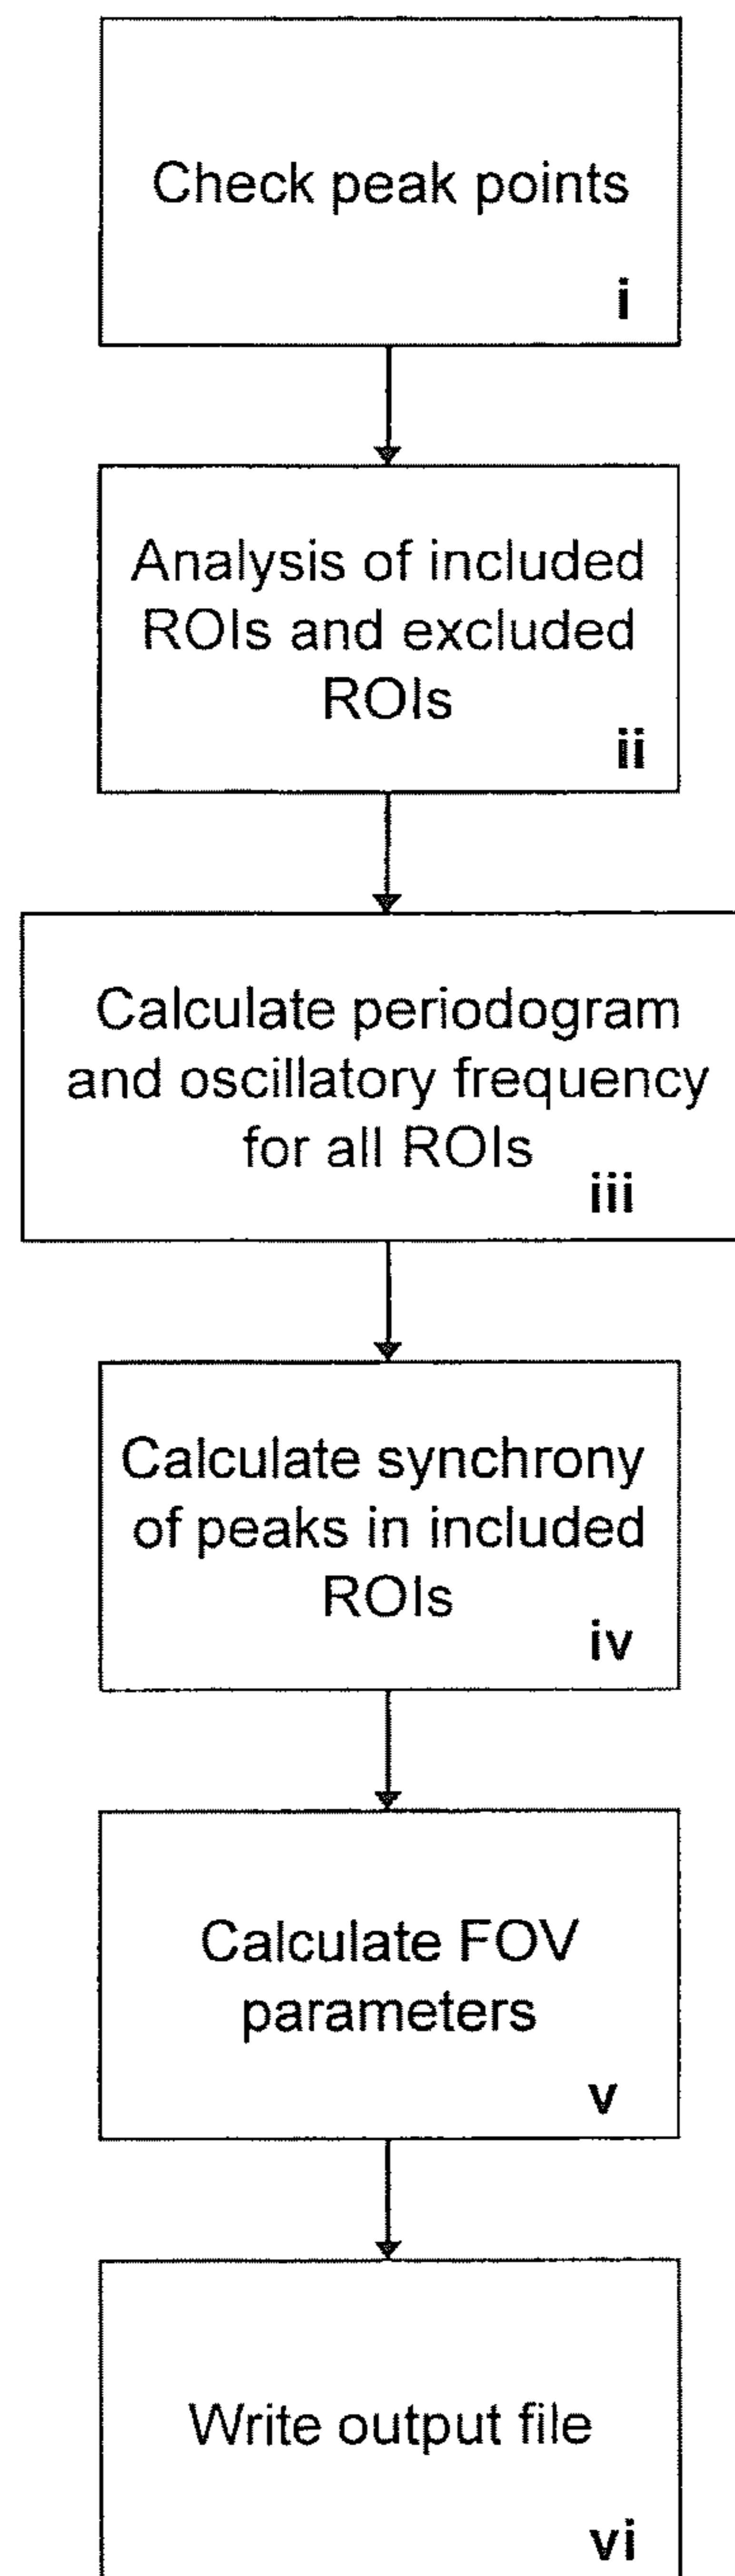 Check peak points
i
Analysis of included
ROIs and excluded
ROIs
ii
Calculate periodogram
and oscillatory frequency
for all ROIs
iii
Calculate synchrony
of peaks in included
ROIs
iv
Calculate FOV
parameters
v
Write output file
vi